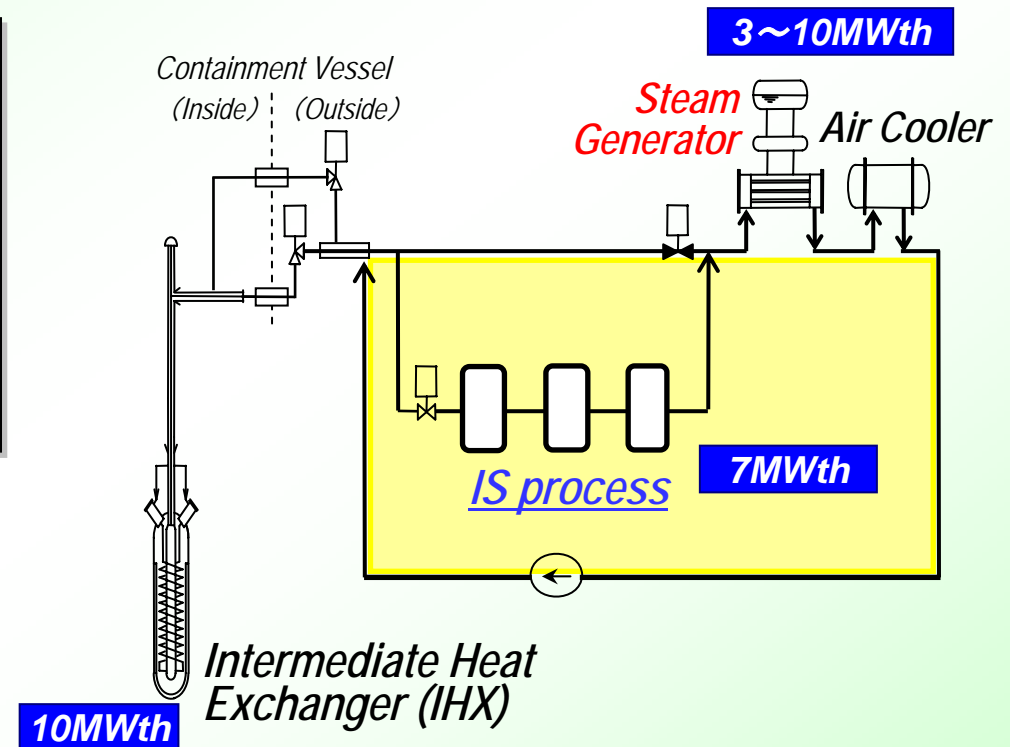 3～10MWth
Containment Vessel
(Inside) (Outside)
Steam
Generator
Air Cooler
7MWth
IS process
Intermediate Heat
Exchanger (IHX)
10MWth